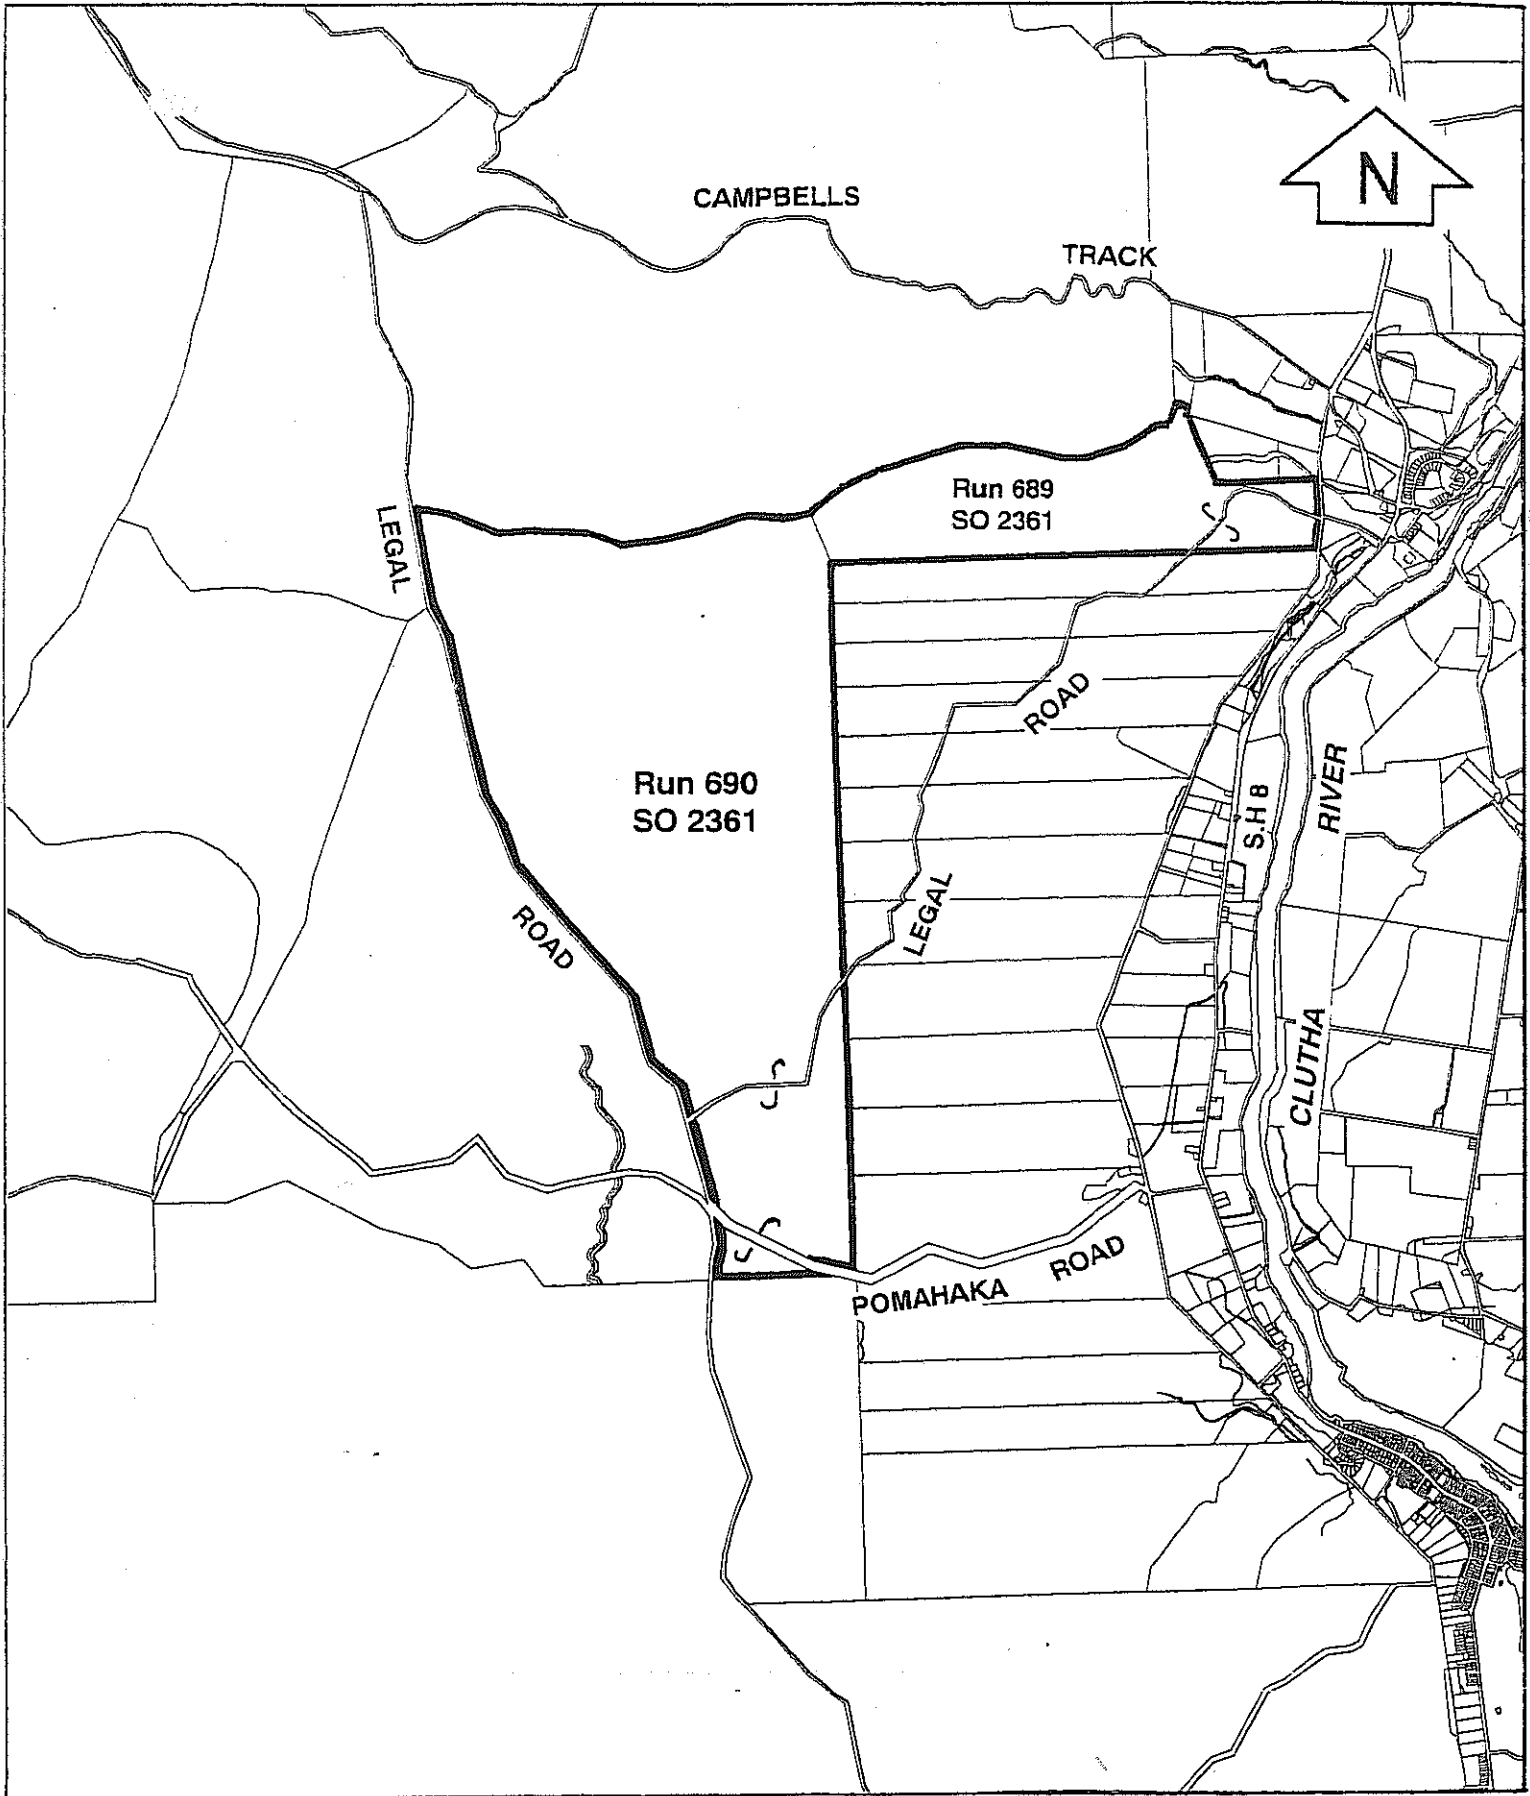 N
CAMPBELLS
TRACK
Run 689
SO 2361
LEGAL
ROAD
Run 690
SO 2361
S.H 8
RIVER
LEGAL
ROAD
CLUTHA
ROAD
POMAHAKA